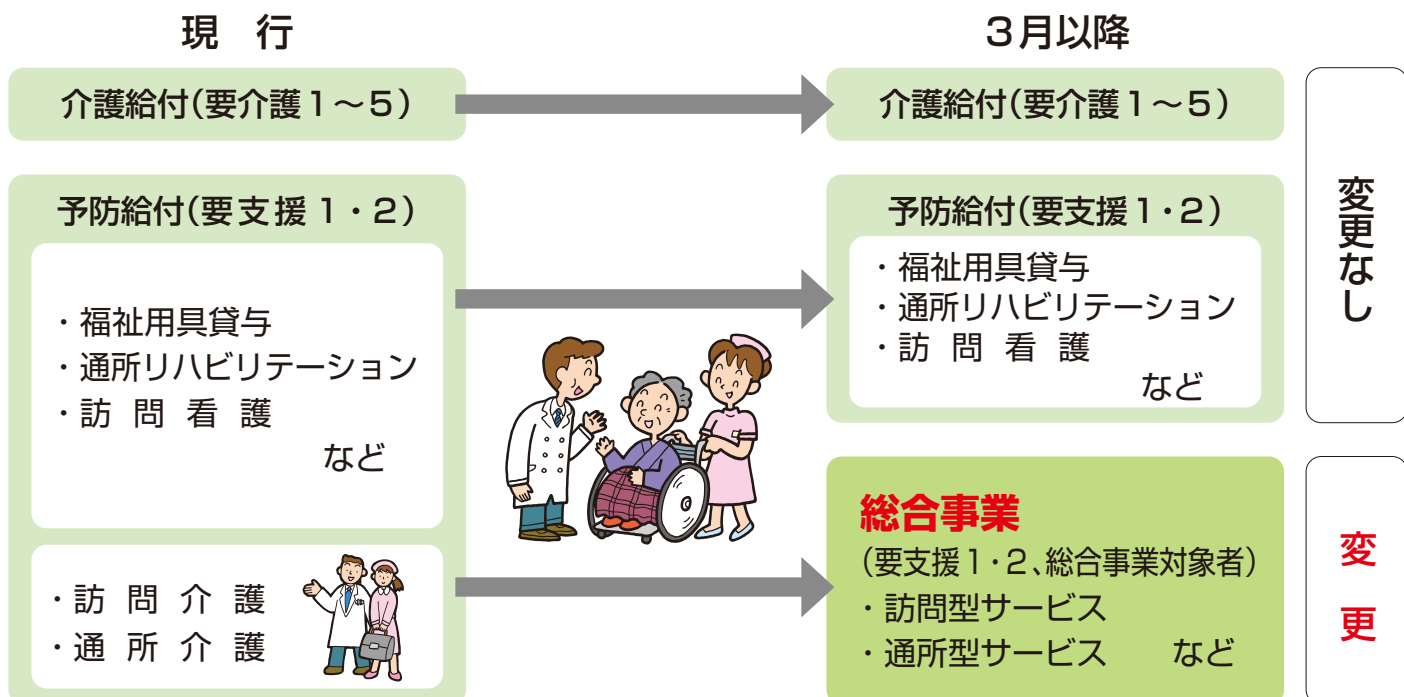 現　行
介護給付(要介護１～５)
予防給付(要支援１・２)
・福祉用具貸与
・通所リハビリテーション
・訪問看護
など
・訪問介護
・通所介護
３月以降
介護給付(要介護１～５)
予防給付(要支援１・２)
・福祉用具貸与
・通所リハビリテーション
・訪問看護
など
総合事業
(要支援１・２、総合事業対象者)
・訪問型サービス
・通所型サービス　など
変更なし
変更